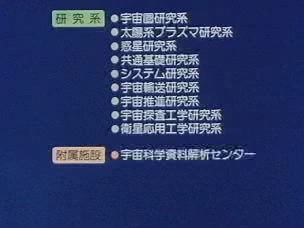 研究系
●宇宙圏研究系
●太陽系プラズマ研究系
●惑星研究系
●共通基礎研究系
●システム研究系
●宇宙輸送研究系
●宇宙推進研究系
●宇宙探査工学研究系
●衛星応用工学研究系
附属施設
●宇宙科学資料解析センター